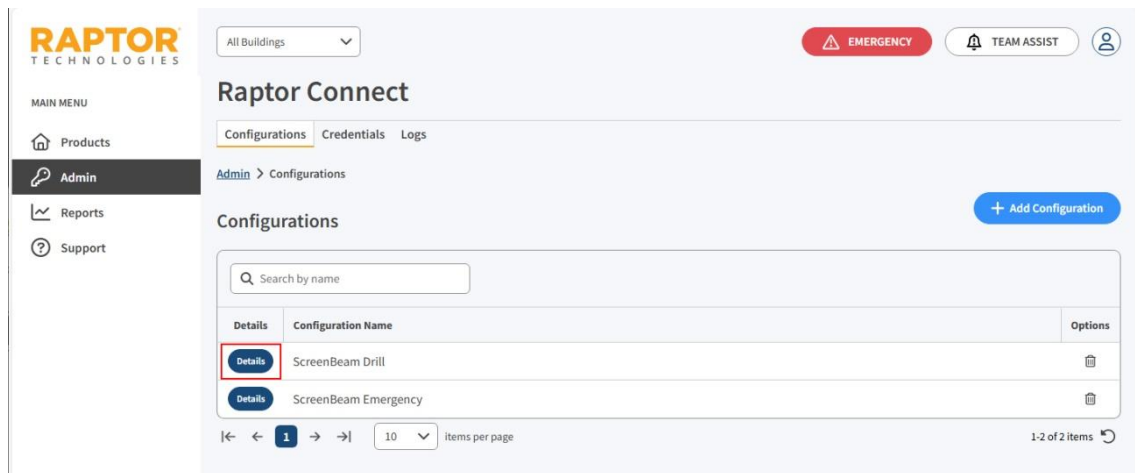 RAPTOR
TECHNOLOGIES
All Buildings
EMERGENCY
TEAM ASSIST
MAIN MENU
Products
Admin
Reports
Support
Raptor Connect
Configurations Credentials Logs
Admin > Configurations
Configurations
+ Add Configuration
Search by name
Details Configuration Name Options
Details ScreenBeam Drill
Details ScreenBeam Emergency
1 10 items per page 1-2 of 2 items